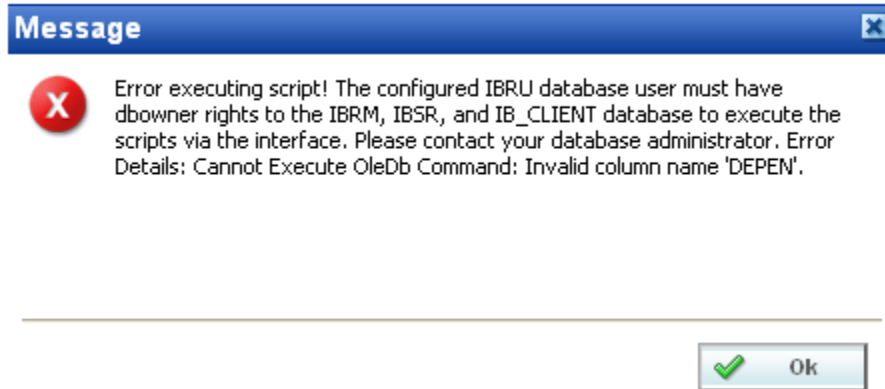 Message
Error executing script! The configured IBRU database user must have
dbowner rights to the IBRM, IBSR, and IB_CLIENT database to execute the
scripts via the interface. Please contact your database administrator. Error
Details: Cannot Execute OleDb Command: Invalid column name 'DEPEN'.
Ok